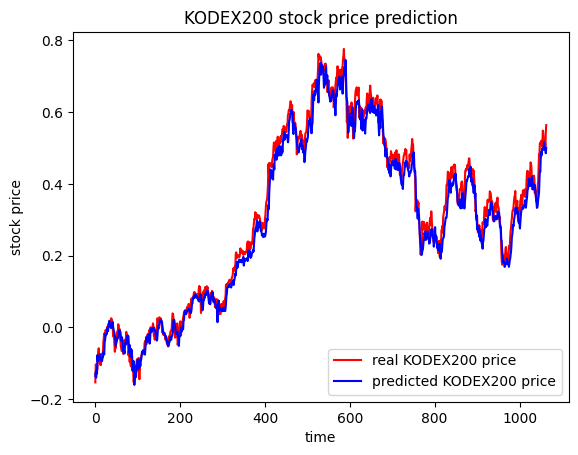 KODEX200 stock price prediction
0.8
0.6
0.4
0.2
0.0
−0.2
stock price
0 200 400 600 800 1000
time
real KODEX200 price
predicted KODEX200 price